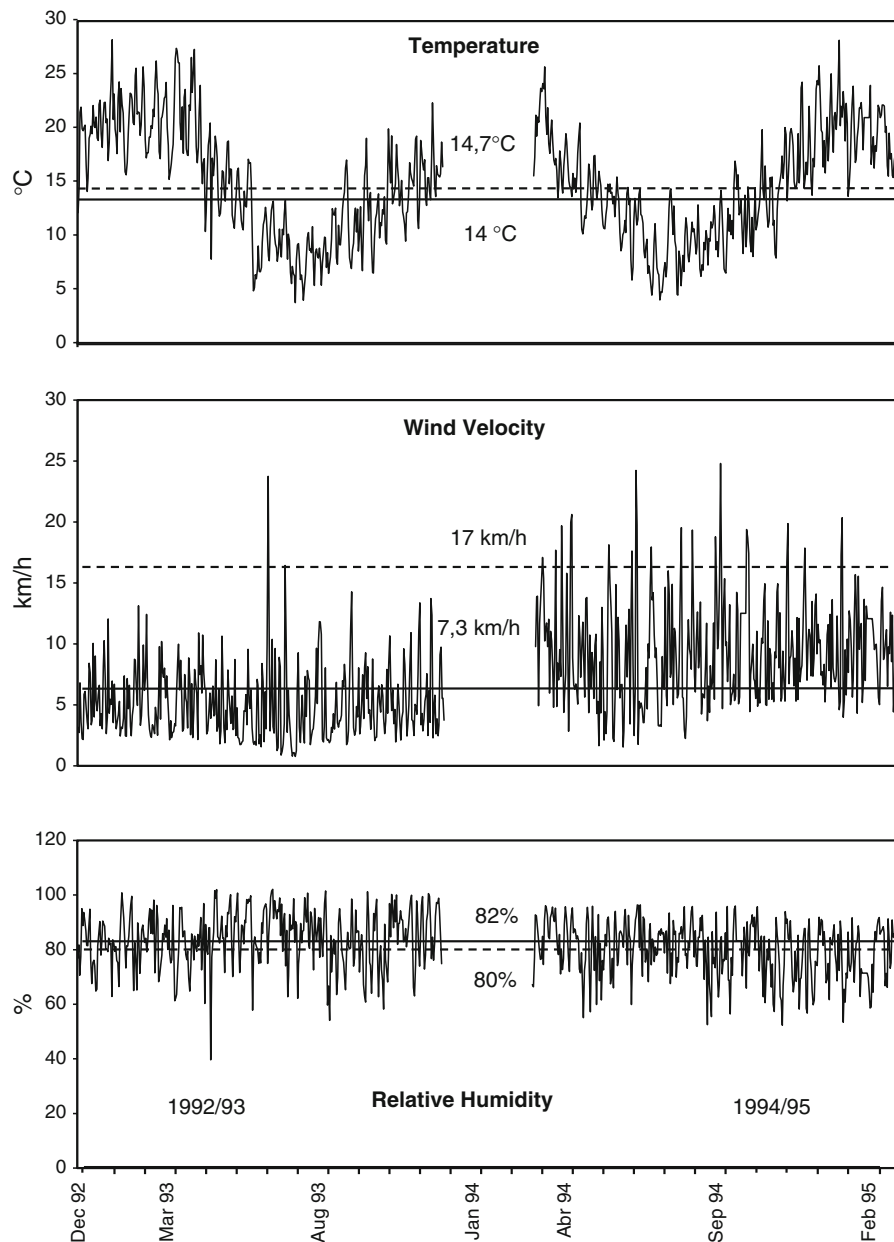 Temperature
30
25
20
15
10
5
0
°C
14,7°C
14 °C
Wind Velocity
30
25
20
15
10
5
0
km/h
17 km/h
7,3 km/h
120
100
80
60
40
20
0
%
82%
80%
1992/93
Relative Humidity
1994/95
Dec 92
Mar 93
Aug 93
Jan 94
Abr 94
Sep 94
Feb 95